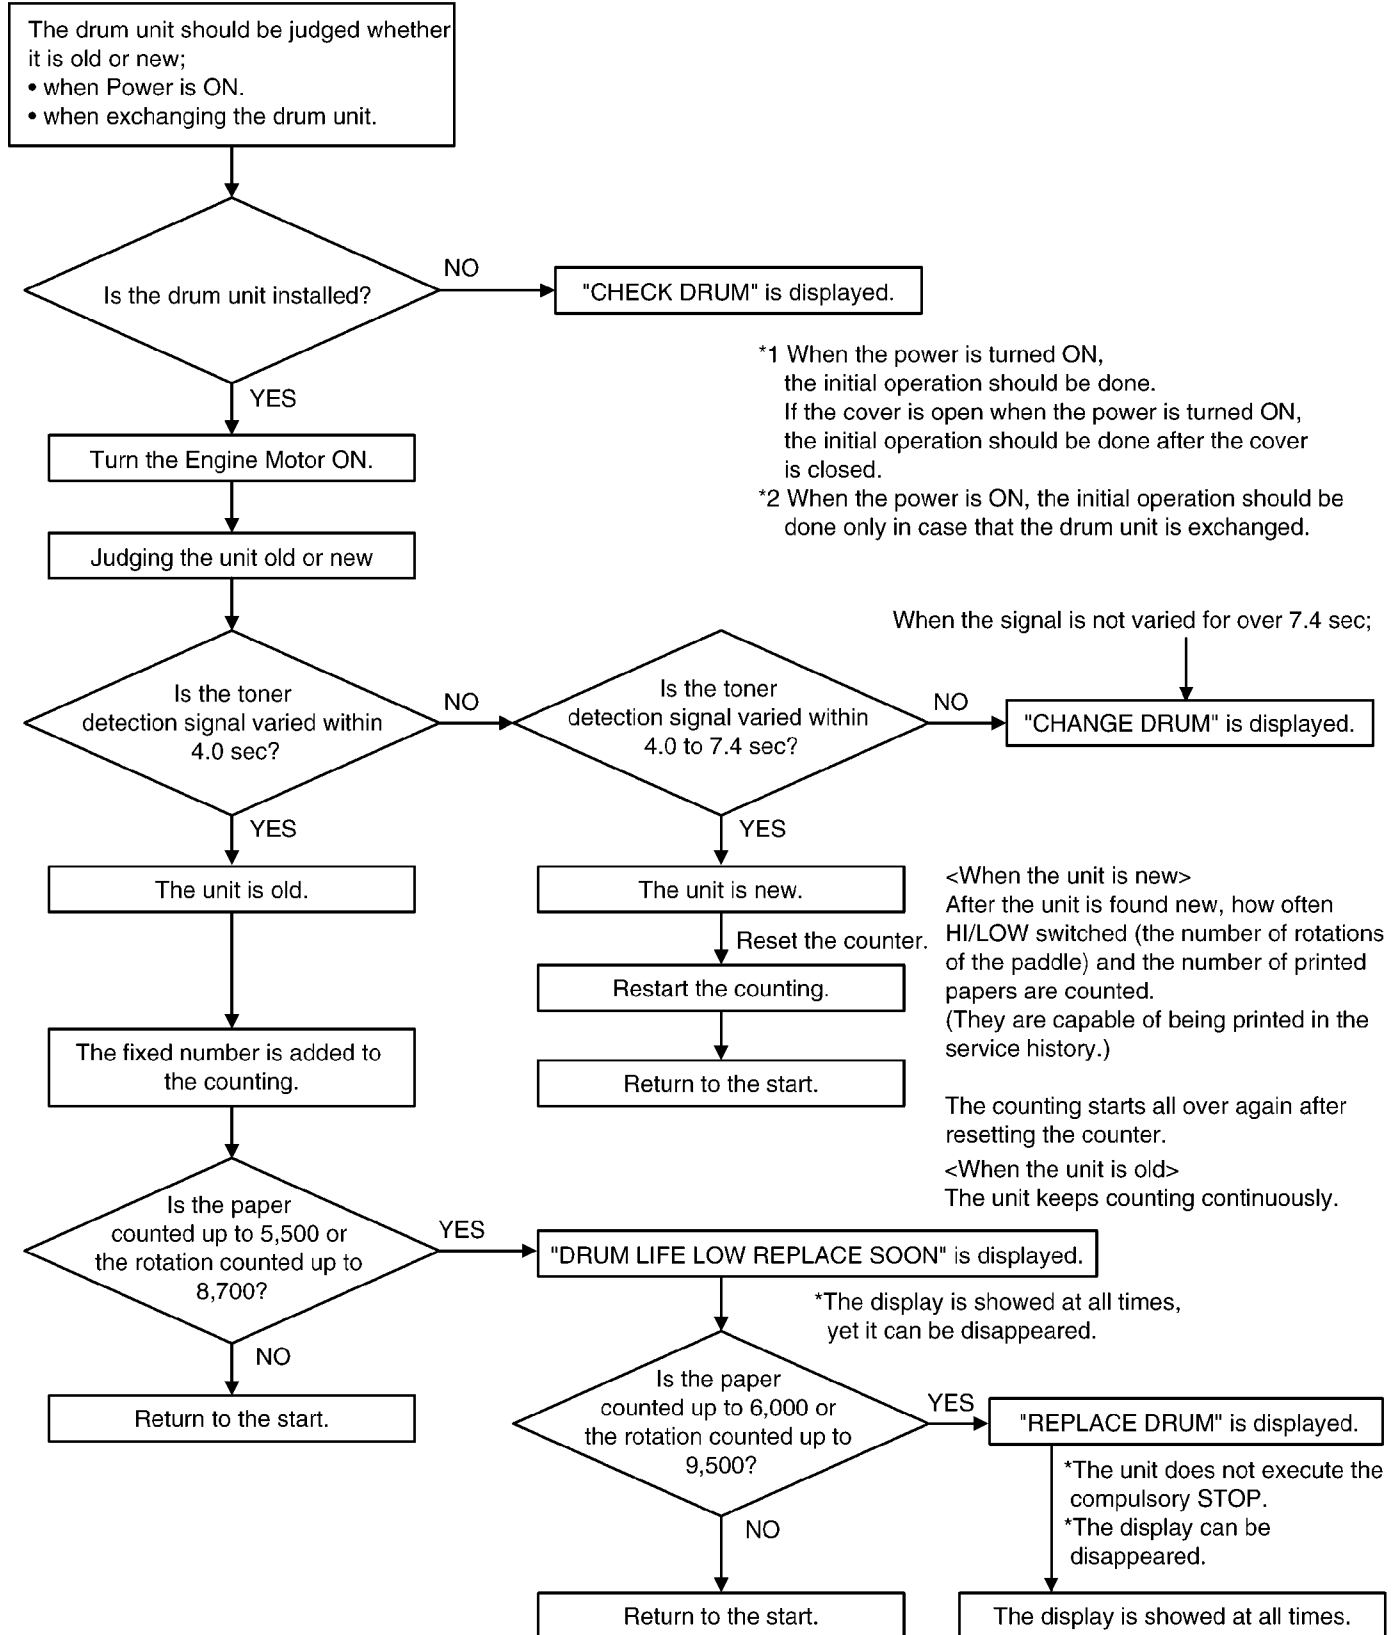 The drum unit should be judged whether
it is old or new;
• when Power is ON.
• when exchanging the drum unit.
Is the drum unit installed?
NO
"CHECK DRUM" is displayed.
*1 When the power is turned ON,
the initial operation should be done.
If the cover is open when the power is turned ON,
the initial operation should be done after the cover
is closed.
*2 When the power is ON, the initial operation should be
done only in case that the drum unit is exchanged.
YES
Turn the Engine Motor ON.
Judging the unit old or new
Is the toner
detection signal varied within
4.0 sec?
NO
Is the toner
detection signal varied within
4.0 to 7.4 sec?
NO
When the signal is not varied for over 7.4 sec;
"CHANGE DRUM" is displayed.
YES
The unit is old.
YES
The unit is new.
Reset the counter.
Restart the counting.
Return to the start.
<When the unit is new>
After the unit is found new, how often
HI/LOW switched (the number of rotations
of the paddle) and the number of printed
papers are counted.
(They are capable of being printed in the
service history.)
The counting starts all over again after
resetting the counter.
<When the unit is old>
The unit keeps counting continuously.
The fixed number is added to
the counting.
Is the paper
counted up to 5,500 or
the rotation counted up to
8,700?
YES
"DRUM LIFE LOW REPLACE SOON" is displayed.
*The display is showed at all times,
yet it can be disappeared.
NO
Return to the start.
Is the paper
counted up to 6,000 or
the rotation counted up to
9,500?
YES
"REPLACE DRUM" is displayed.
*The unit does not execute the
compulsory STOP.
*The display can be
disappeared.
NO
Return to the start.
The display is showed at all times.